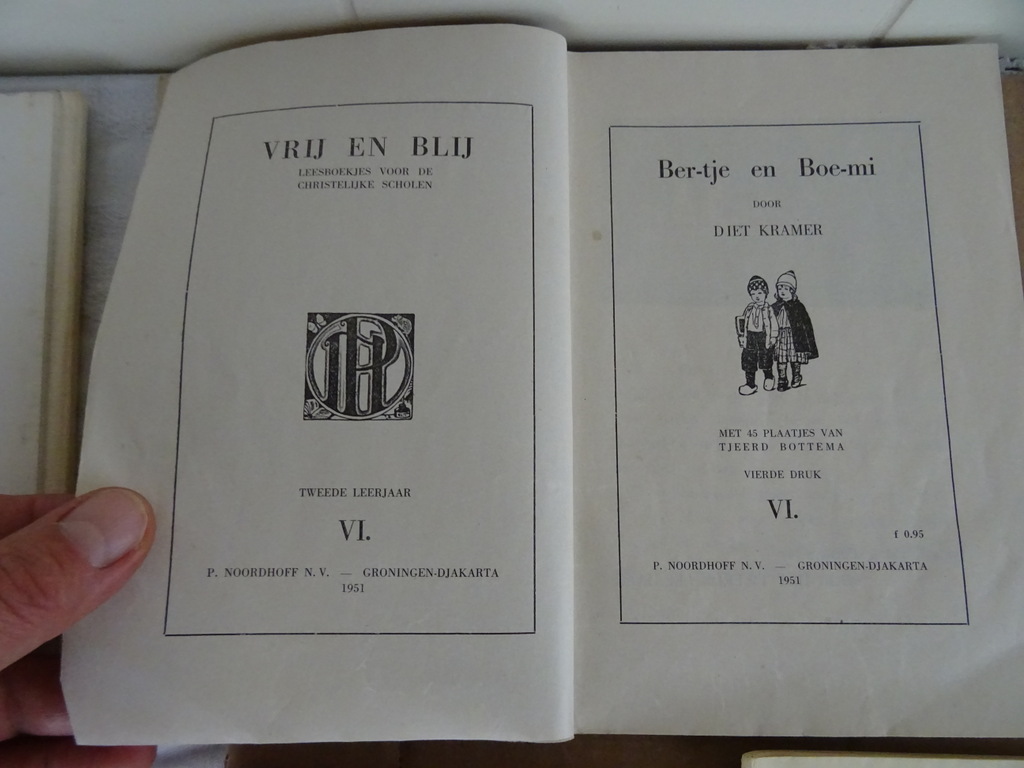 VRIJ EN BLIJ
LEESBOEKJES VOOR DE
CHRISTELIJKE SCHOLEN
TWEEDE LEERJAAR
VI.
P. NOORDHOFF N.V. — GRONINGEN-DJAKARTA
1951
Ber-tje en Boe-mi
DOOR
DIET KRAMER
MET 45 PLAATJES VAN
TJEERD BOTTEMA
VIERDE DRUK
VI.
f 0.95
P. NOORDHOFF N.V. — GRONINGEN-DJAKARTA
1951